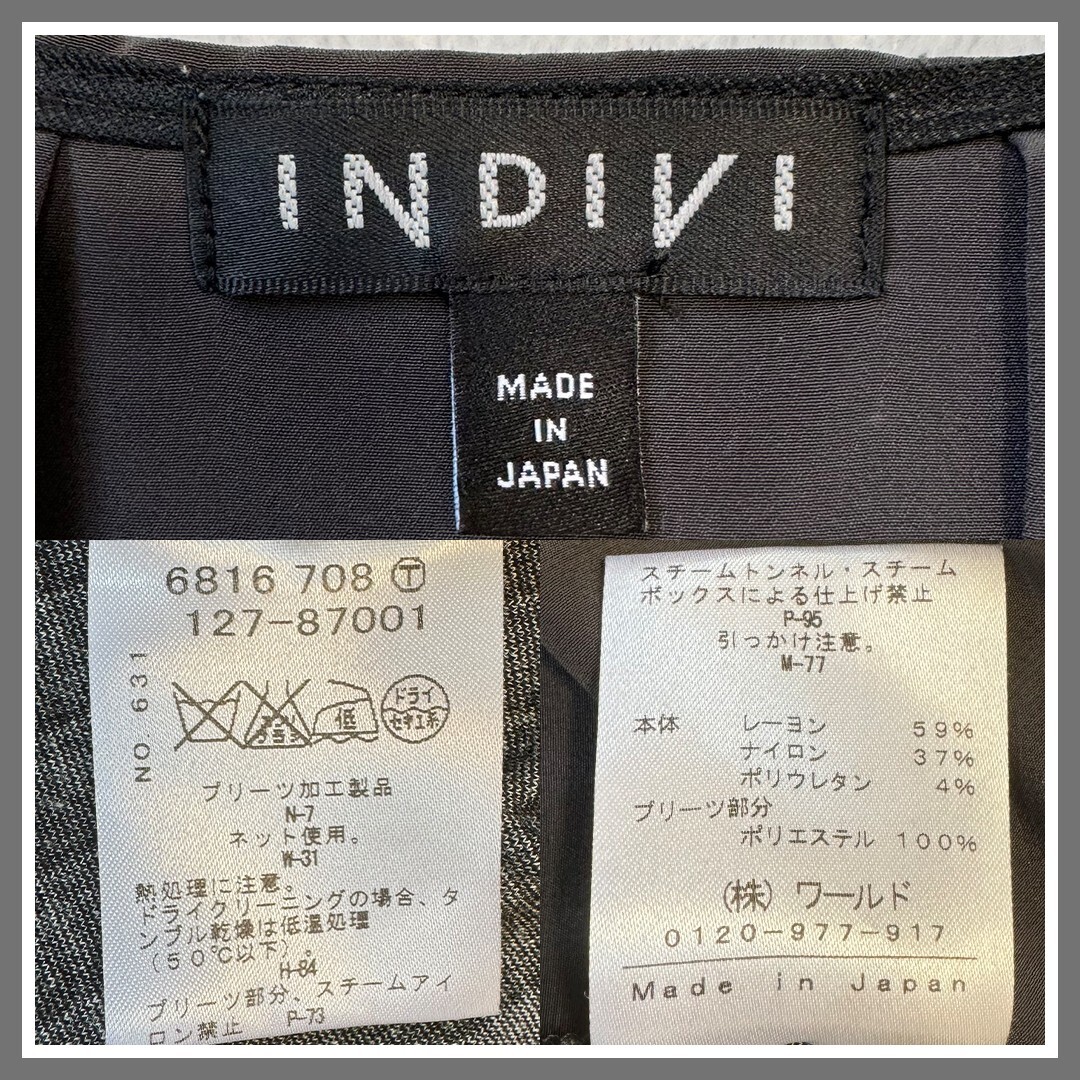 INDIVI
MADE
IN
JAPAN
6816 708 Ⓣ
127-87001
NO. 631
低
ドライ
セキユ系
プリーツ加工製品
N-7
ネット使用。
W-31
熱処理に注意。
ドライクリーニングの場合、タ
ンブル乾燥は低温処理
(50℃以下)。
H-84
プリーツ部分、スチームアイ
ロン禁止 P-73
スチームトンネル・スチーム
ボックスによる仕上げ禁止
P-95
引っかけ注意。
M-77
本体 レーヨン 59%
ナイロン 37%
ポリウレタン 4%
プリーツ部分
ポリエステル 100%
(株)ワールド
0120-977-917
Made in Japan